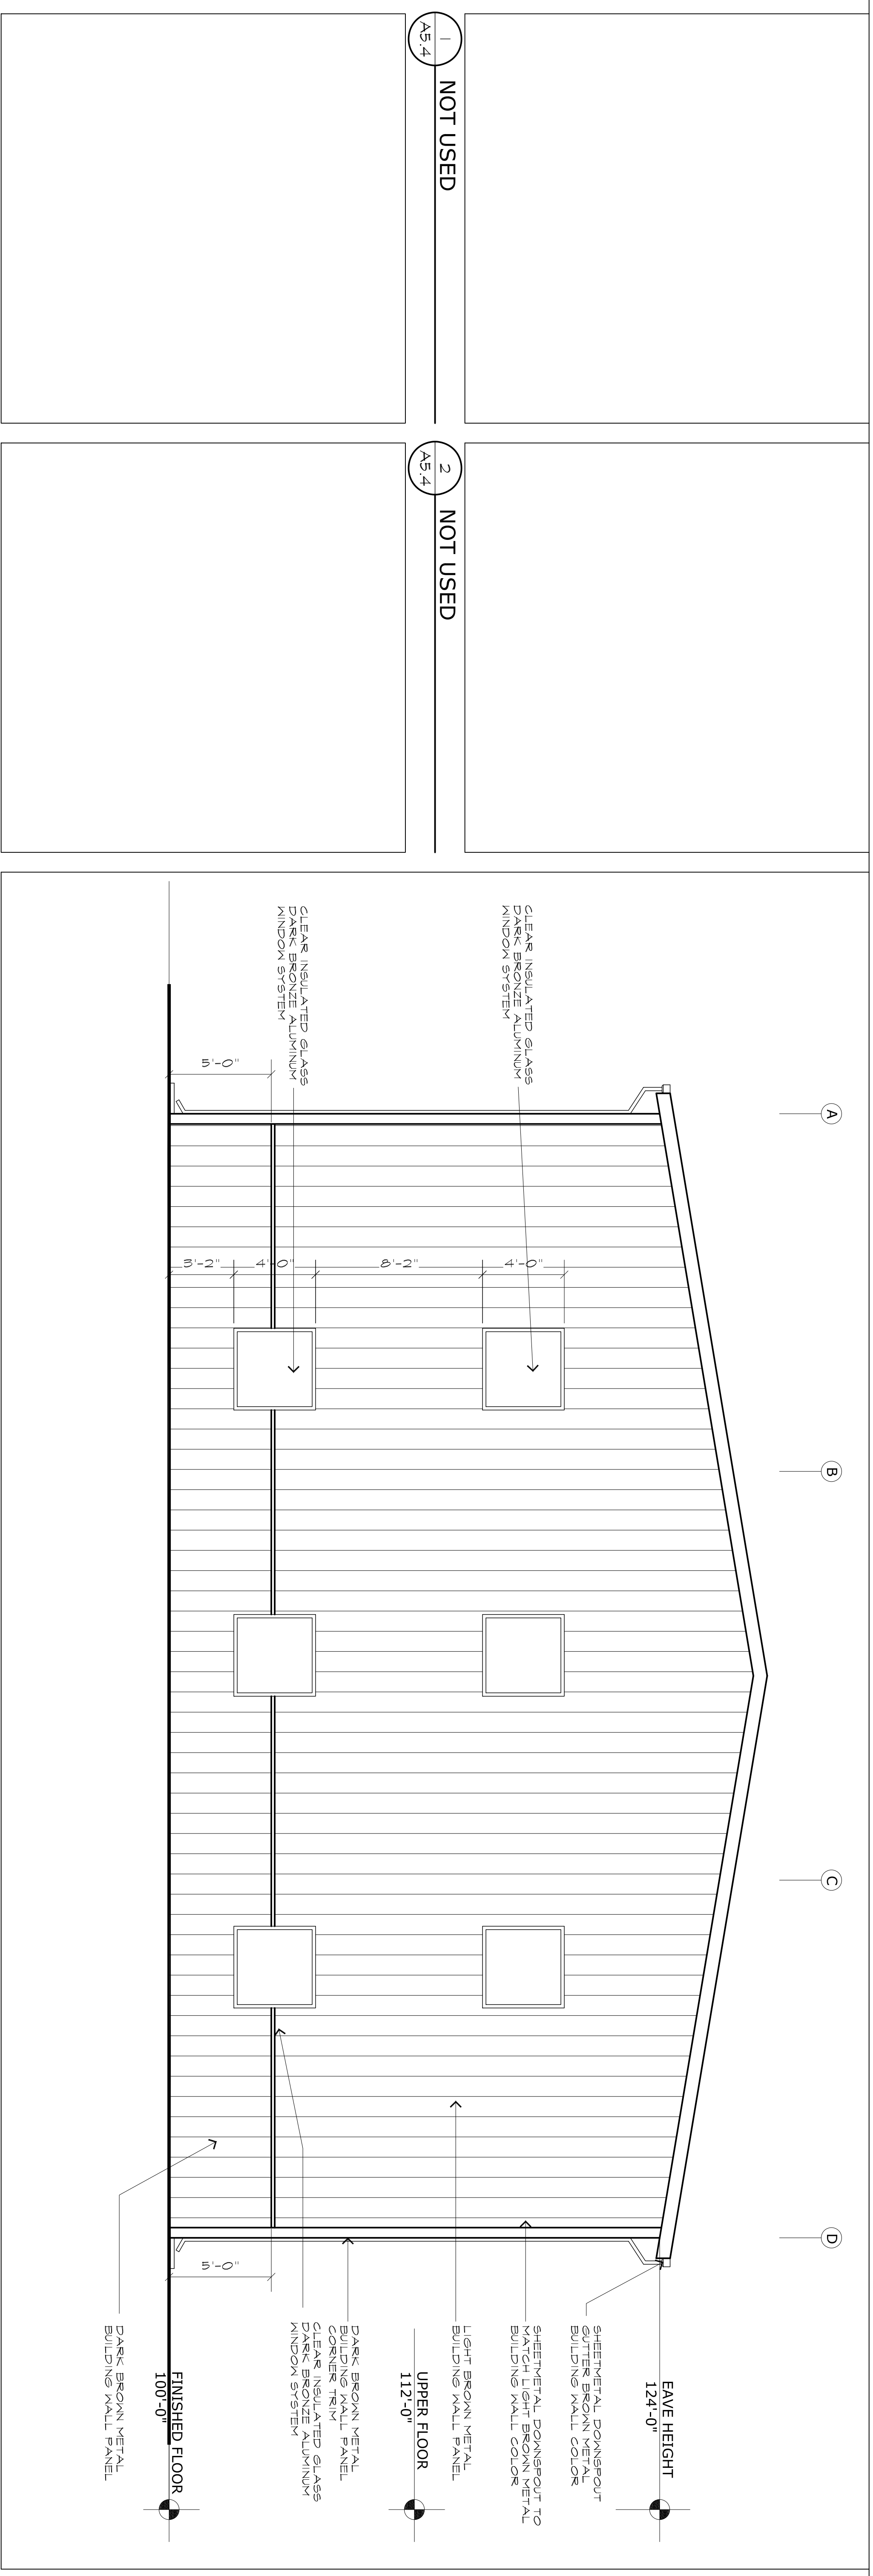 1
A5.4
NOT USED
2
A5.4
NOT USED
A
B
C
D
CLEAR INSULATED GLASS
DARK BRONZE ALUMINUM
WINDOW SYSTEM
CLEAR INSULATED GLASS
DARK BRONZE ALUMINUM
WINDOW SYSTEM
5'-0"
4'-0"
8'-2"
4'-0"
3'-2"
5'-0"
SHEETMETAL DOWNSPOUT
GUTTER BROWN METAL
BUILDING WALL COLOR
SHEETMETAL DOWNSPOUT TO
MATCH LIGHT BROWN METAL
BUILDING WALL COLOR
LIGHT BROWN METAL
BUILDING WALL PANEL
DARK BROWN METAL
BUILDING WALL PANEL
CORNER TRIM
CLEAR INSULATED GLASS
DARK BRONZE ALUMINUM
WINDOW SYSTEM
DARK BROWN METAL
BUILDING WALL PANEL
EAVE HEIGHT
124'-0"
UPPER FLOOR
112'-0"
FINISHED FLOOR
100'-0"